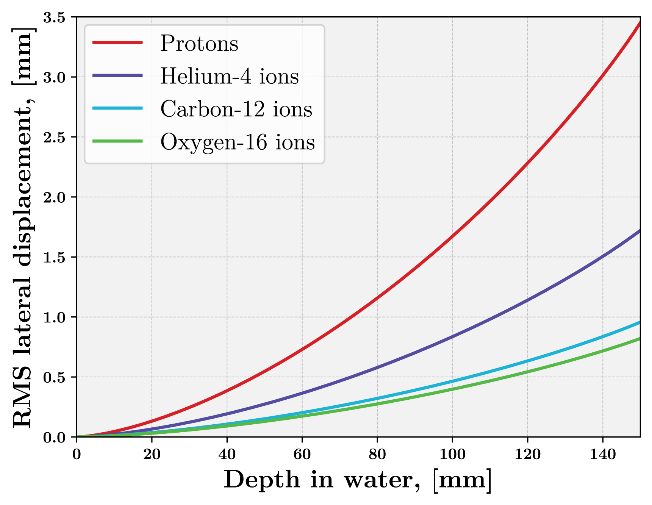 3.5
3.0
2.5
2.0
1.5
1.0
0.5
0.0
RMS lateral displacement, [mm]
Protons
Helium-4 ions
Carbon-12 ions
Oxygen-16 ions
0 20 40 60 80 100 120 140
Depth in water, [mm]